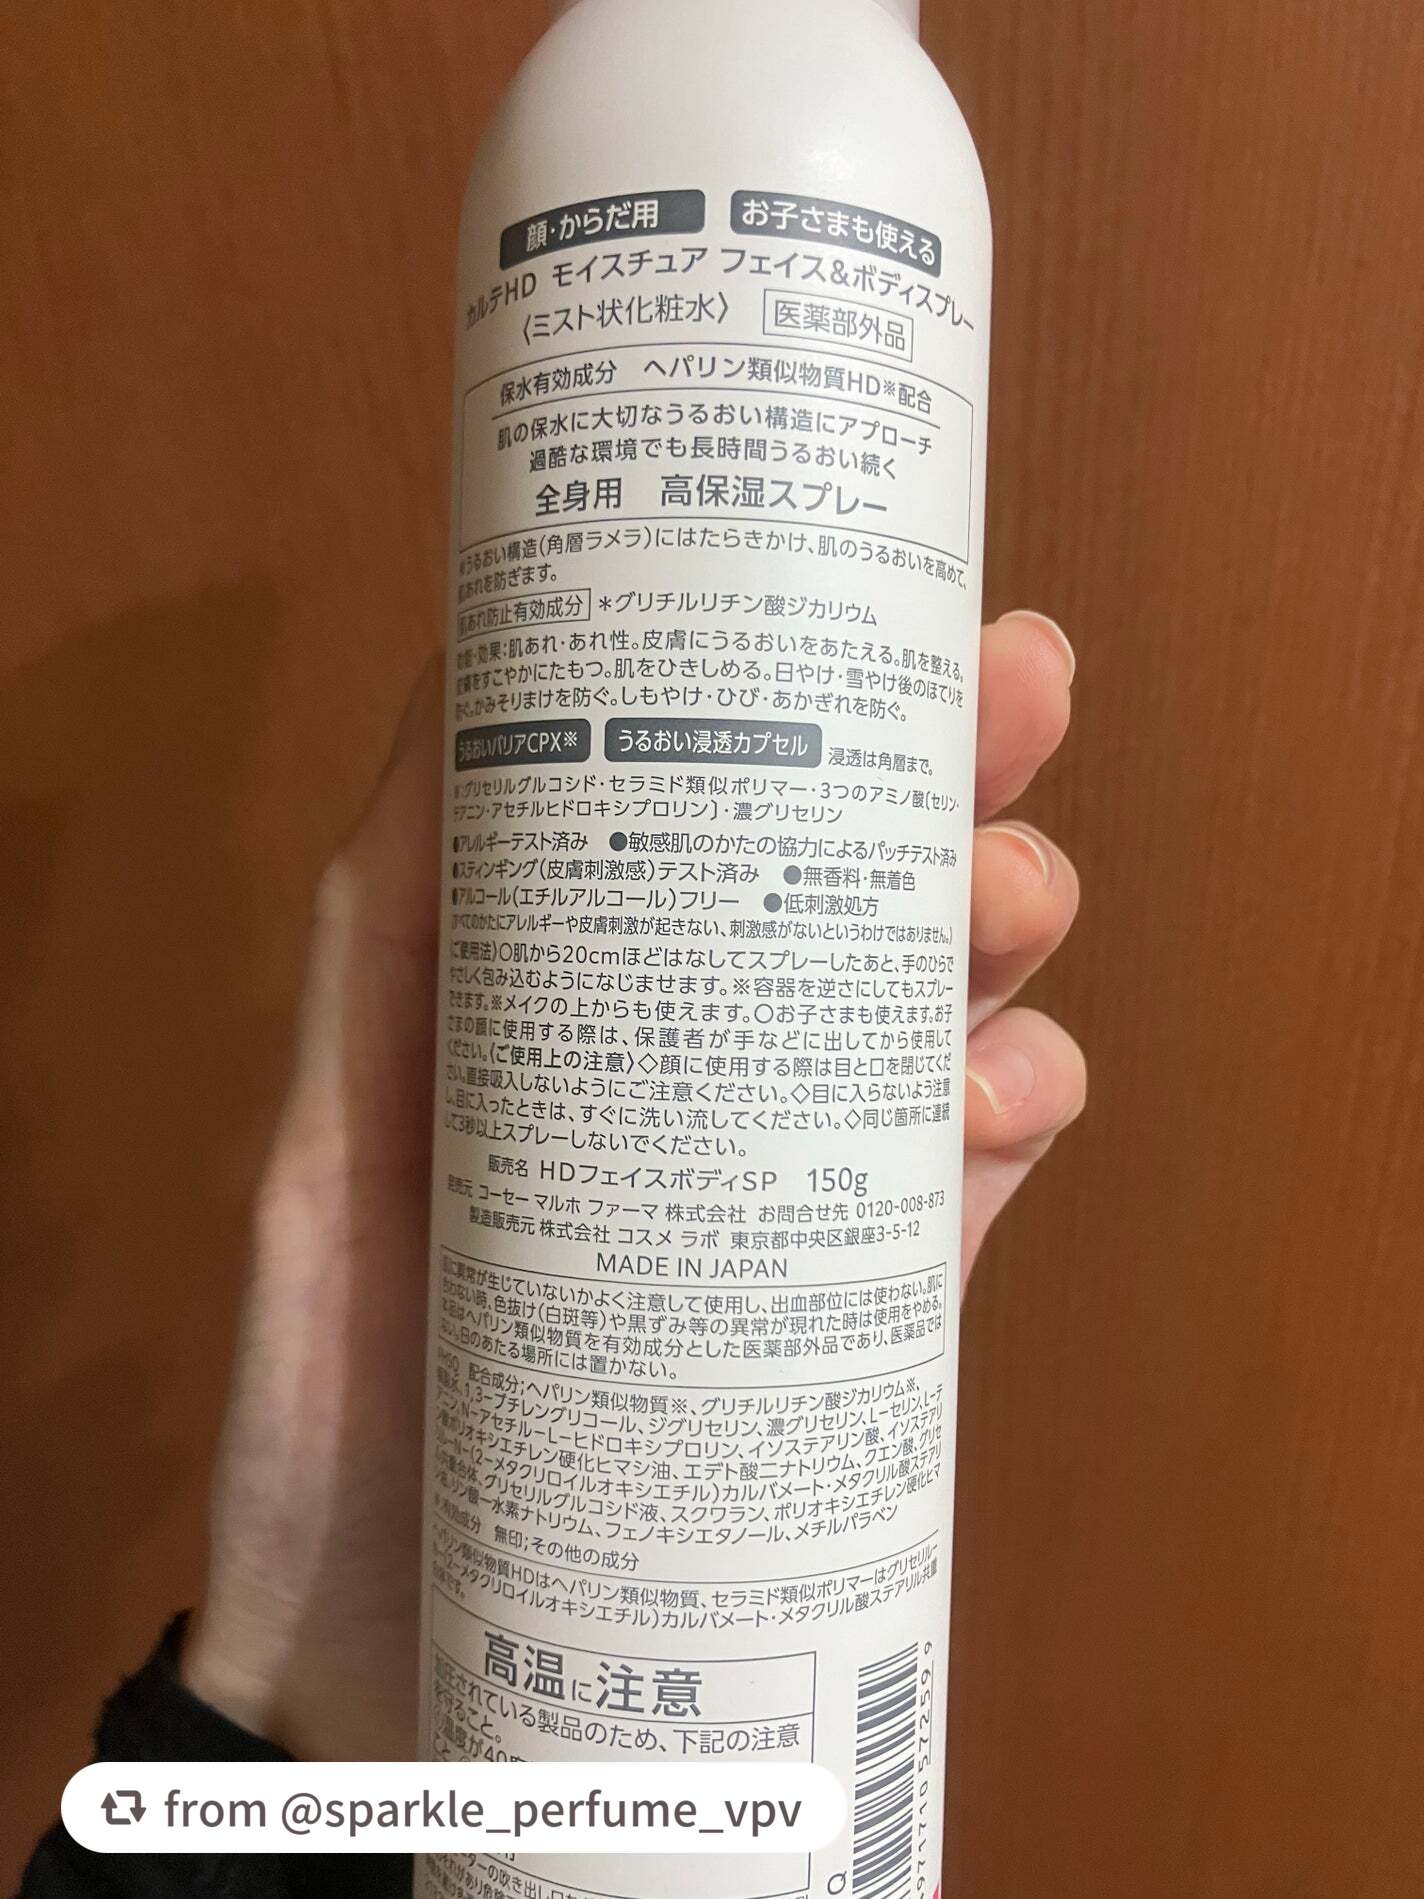 顔・からだ用 お子さまも使える
カルテHD モイスチュア フェイス&ボディスプレー
〈ミスト状化粧水〉 医薬部外品
保水有効成分 ヘパリン類似物質HD※配合
肌の保水に大切なうるおい構造にアプローチ
過酷な環境でも長時間うるおい続く
全身用 高保湿スプレー
*うるおい構造(角層ラメラ)にはたらきかけ、肌のうるおいを高めて、
肌あれを防ぎます。
肌あれ防止有効成分 *グリチルリチン酸ジカリウム
効能・効果:肌あれ・あれ性。皮膚にうるおいをあたえる。肌を整える。
皮膚をすこやかにたもつ。肌をひきしめる。日やけ・雪やけ後のほてりを
防ぐ。かみそりまけを防ぐ。しもやけ・ひび・あかぎれを防ぐ。
うるおいバリアCPX※ うるおい浸透カプセル 浸透は角層まで。
※:グリセリルグルコシド・セラミド類似ポリマー・3つのアミノ酸〔セリン・
テアニン・アセチルヒドロキシプロリン〕・濃グリセリン
●アレルギーテスト済み ●敏感肌のかたの協力によるパッチテスト済み
●スティンギング(皮膚刺激感)テスト済み ●無香料・無着色
●アルコール(エチルアルコール)フリー ●低刺激処方
(すべてのかたにアレルギーや皮膚刺激が起きない、刺激感がないというわけではありません。)
〈ご使用法〉○肌から20cmほどはなしてスプレーしたあと、手のひらで
やさしく包み込むようになじませます。※容器を逆さにしてもスプレー
できます。※メイクの上からも使えます。○お子さまも使えます。お子
さまの顔に使用する際は、保護者が手などに出してから使用して
ください。〈ご使用上の注意〉◇顔に使用する際は目と口を閉じてくだ
さい。直接吸入しないようにご注意ください。◇目に入らないよう注意
し、目に入ったときは、すぐに洗い流してください。◇同じ箇所に連続
して3秒以上スプレーしないでください。
販売名 HDフェイスボディSP 150g
発売元 コーセー マルホ ファーマ 株式会社 お問合せ先 0120-008-873
製造販売元 株式会社 コスメ ラボ 東京都中央区銀座3-5-12
MADE IN JAPAN
肌に異常が生じていないかよく注意して使用し、出血部位には使わない。肌に
合わない時、色抜け(白斑等)や黒ずみ等の異常が現れた時は使用をやめる。
本品はヘパリン類似物質を有効成分とした医薬部外品であり、医薬品では
ない。日のあたる場所には置かない。
配合成分;ヘパリン類似物質※、グリチルリチン酸ジカリウム※、
精製水、1,3-ブチレングリコール、ジグリセリン、濃グリセリン、L-セリン、L-テ
アニン、N-アセチル-L-ヒドロキシプロリン、イソステアリン酸、イソステアリ
ン酸ポリオキシエチレン硬化ヒマシ油、エデト酸二ナトリウム、クエン酸、グリセ
リル-N-(2-メタクリロイルオキシエチル)カルバメート・メタクリル酸ステアリ
ル共重合体、グリセリルグルコシド液、スクワラン、ポリオキシエチレン硬化ヒマ
シ油、リン酸一水素ナトリウム、フェノキシエタノール、メチルパラベン
※;有効成分 無印;その他の成分
ヘパリン類似物質HDはヘパリン類似物質、セラミド類似ポリマーはグリセリル-
N-(2-メタクリロイルオキシエチル)カルバメート・メタクリル酸ステアリル共重
合体です。
高温に注意
加圧されている製品のため、下記の注意
を守ること。
温度が40度
from @sparkle_perfume_vpv
の吹き出し口